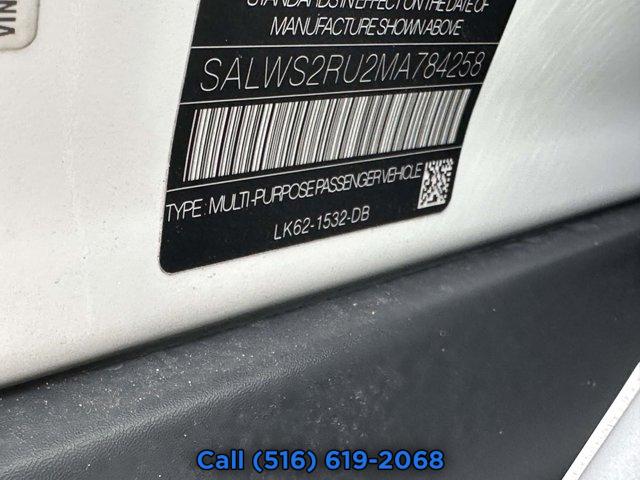 VIN
STANDARDS IN EFFECT ON THE DATE OF
MANUFACTURE SHOWN ABOVE.
SALWS2RU2MA784258
TYPE : MULTI-PURPOSE PASSENGER VEHICLE
LK62-1532-DB
Call (516) 619-2068